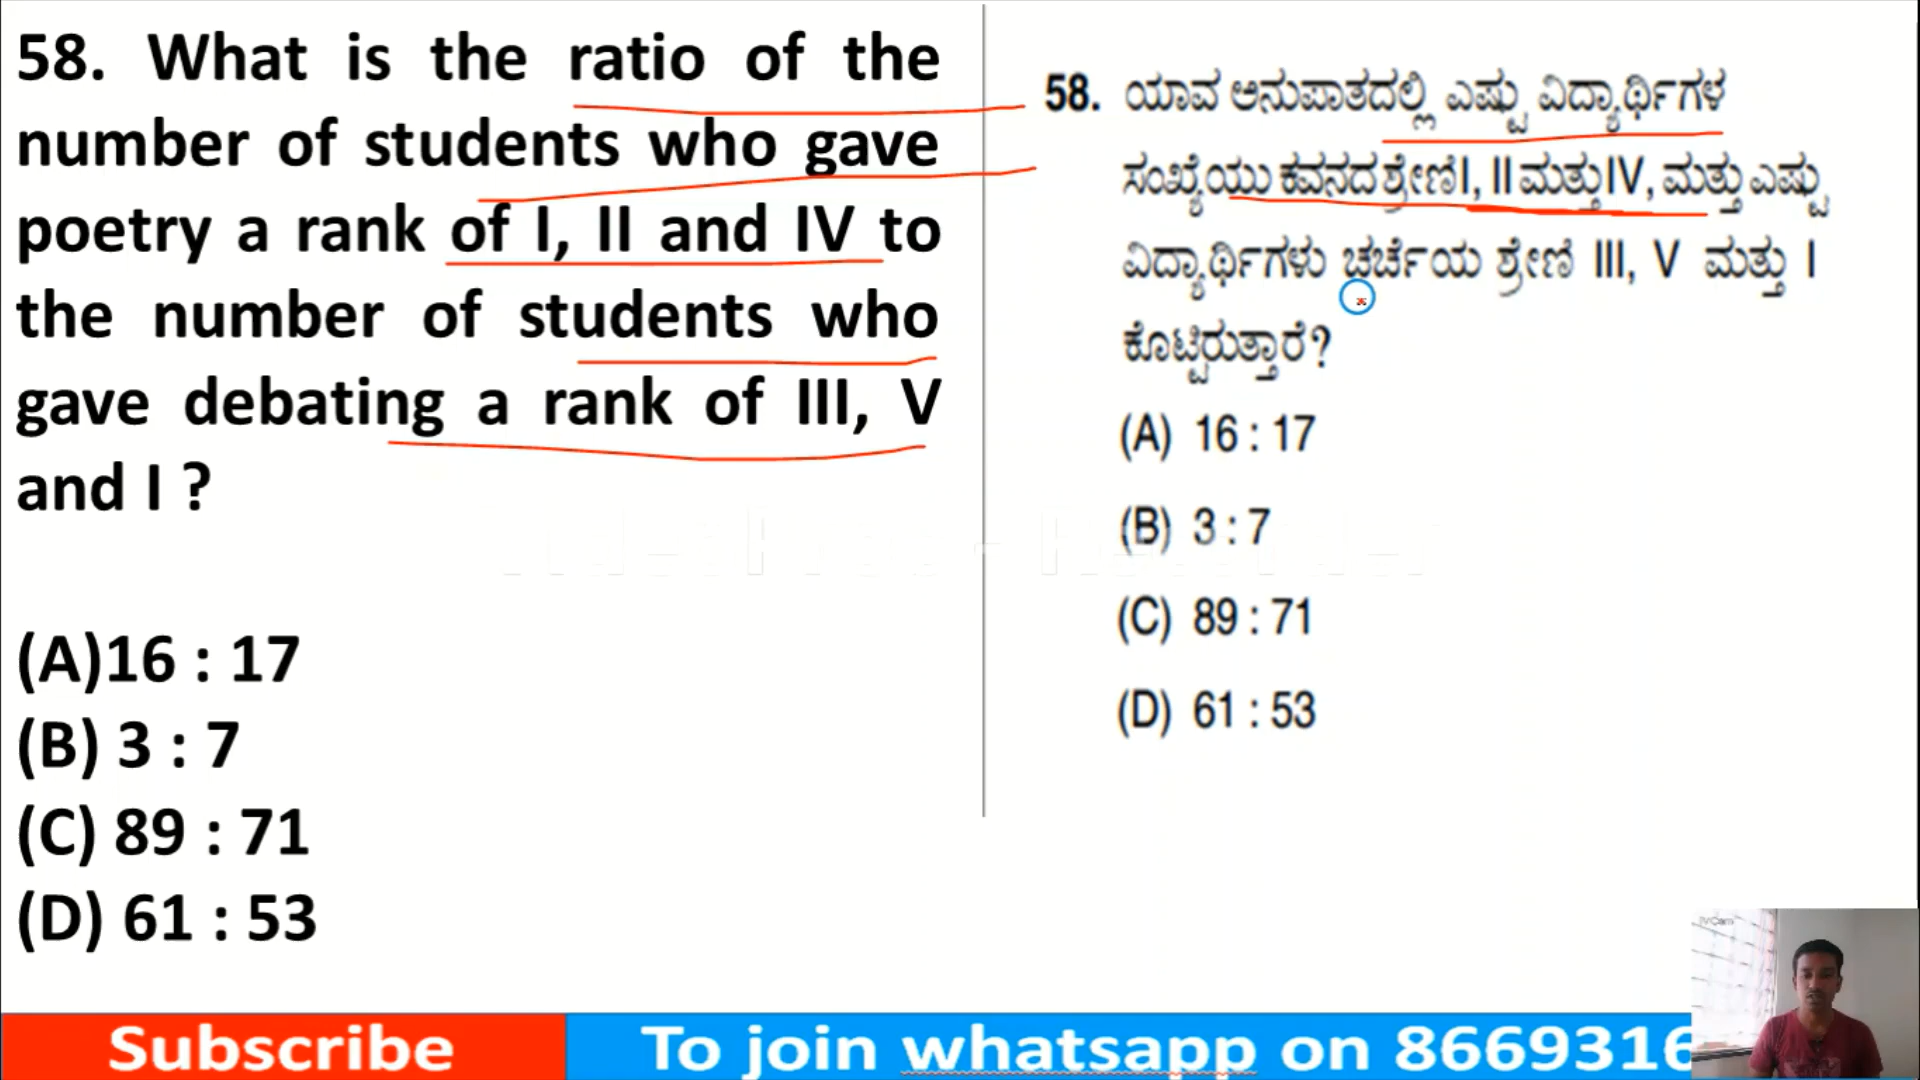 58. What is the ratio of the
number of students who gave
poetry a rank of I, II and IV to
the number of students who
gave debating a rank of III, V
and I ?
(A)16 : 17
(B) 3 : 7
(C) 89 : 71
(D) 61 : 53
58. ಯಾವ ಅನುಪಾತದಲ್ಲಿ ಎಷ್ಟು ವಿದ್ಯಾರ್ಥಿಗಳ
ಸಂಖ್ಯೆಯು ಕವನದ ಶ್ರೇಣಿ I, II ಮತ್ತು IV, ಮತ್ತು ಎಷ್ಟು
ವಿದ್ಯಾರ್ಥಿಗಳು ಚರ್ಚೆಯ ಶ್ರೇಣಿ III, V ಮತ್ತು I
ಕೊಟ್ಟಿರುತ್ತಾರೆ?
(A) 16 : 17
(B) 3 : 7
(C) 89 : 71
(D) 61 : 53
Subscribe
To join whatsapp on 8669316